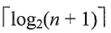 ⌈log₂(n + 1)⌉